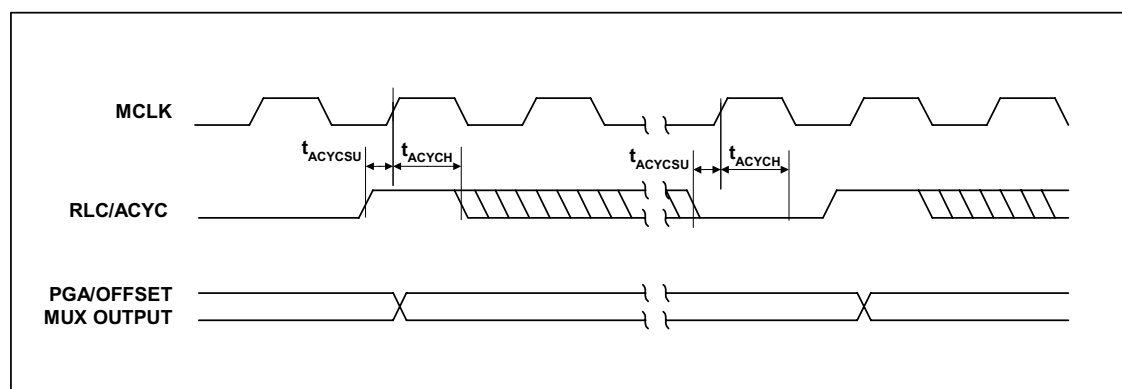 MCLK
tACYCSU
tACYCH
tACYCSU
tACYCH
RLC/ACYC
PGA/OFFSET
MUX OUTPUT